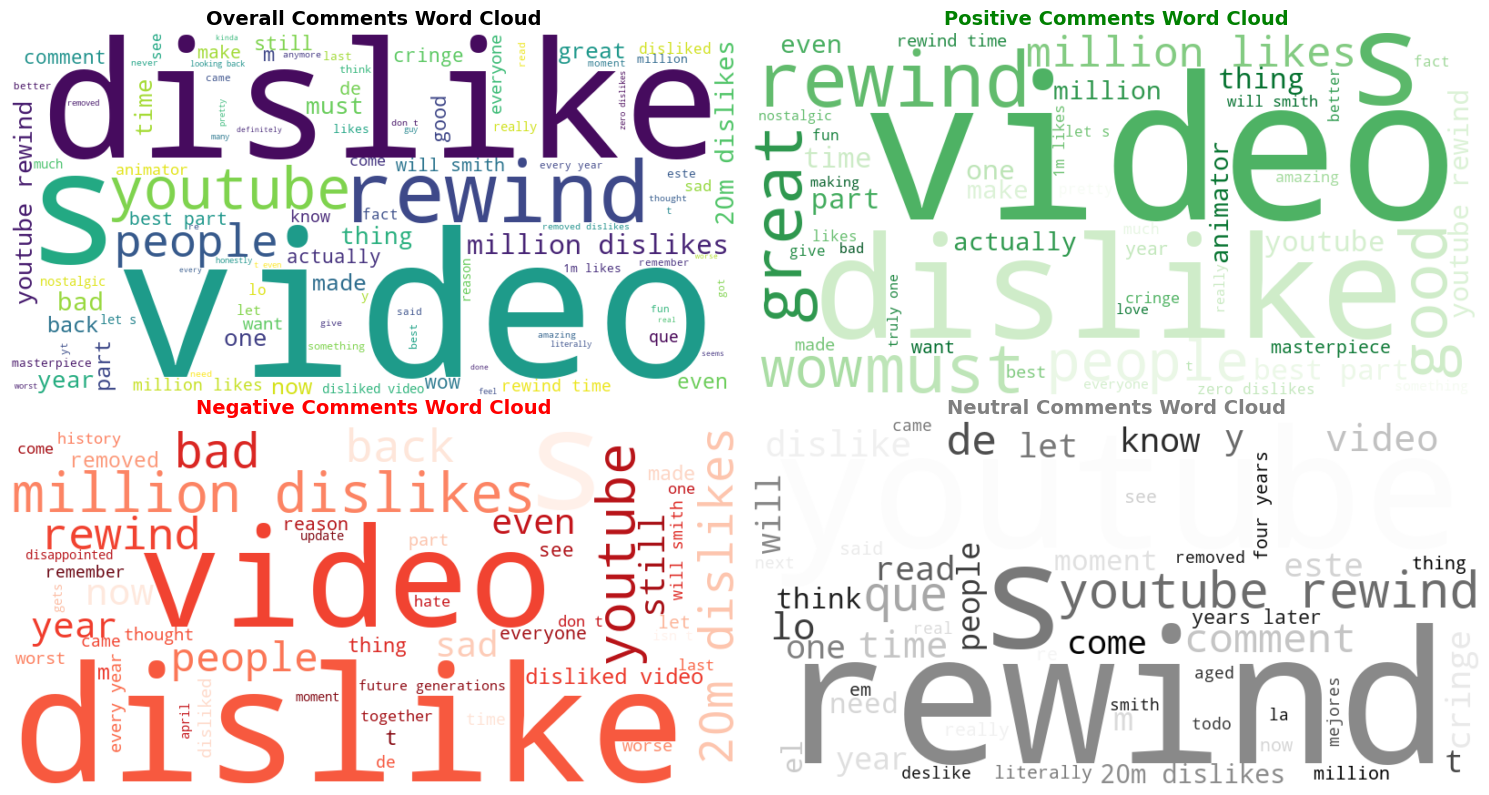 Overall Comments Word Cloud
kinda
comment
see
make
still
m
anymore
last
cringe
everyone
read
great
moment
disliked
million
never
looking back
came
think
better
removed
time
pretty
many
definitely
de
must
likes
don t
guy
good
really
zero dislikes
20m dislikes
dislike
youtube rewind
much
animator
come
will smith
every year
este
sad
s
youtube
rewind
thought
t
best part
know
fact
removed dislikes
people
re
thing
million dislikes
actually
1m likes
remember
worse
every
honestly
t even
nostalgic
bad
lo
made
y
reason
got
back
let s
let
want
said
fun
real
give
video
one
something
best
amazing
literally
que
masterpiece
yt
part
seems
worst
year
million likes
need
now
disliked video
wow
done
feel
rewind time
even
Positive Comments Word Cloud
even
rewind time
million likes
s
fact
rewind
million
thing
will smith
better
nostalgic
fun
let s
1m likes
video
great
time
one
make
making
part
animator
amazing
youtube rewind
likes
give
bad
actually
much
year
youtube
good
dislike
truly one
cringe
love
really
made
want
masterpiece
wow
must
best
people
t
everyone
best part
zero dislikes
something
Negative Comments Word Cloud
come
history
removed
bad
back
s
made
one
million dislikes
youtube
still
will smith
20m dislikes
rewind
reason
update
even
see
disappointed
remember
video
part
gets
now
hate
year
came
thought
don t
everyone
let
isn t
worst
m
people
thing
sad
last
disliked video
every year
april
disliked
moment
future generations
together
t
time
de
worse
dislike
Neutral Comments Word Cloud
dislike
came
de
let
know
y
video
youtube
will
see
four years
next
said
read
people
moment
removed
este
thing
think
que
s
youtube rewind
lo
real
years later
one
time
come
comment
cringe
re
rewind
em
aged
need
smith
m
todo
la
mejores
really
now
el
year
deslike
literally
20m dislikes
million
t